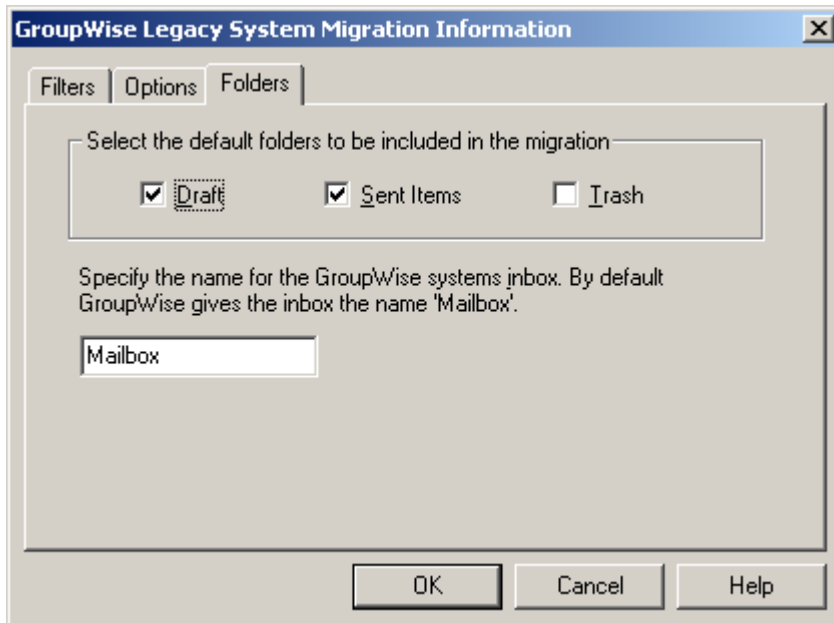 GroupWise Legacy System Migration Information
Filters Options Folders
Select the default folders to be included in the migration
Draft Sent Items Trash
Specify the name for the GroupWise systems inbox. By default
GroupWise gives the inbox the name 'Mailbox'.
Mailbox
OK Cancel Help